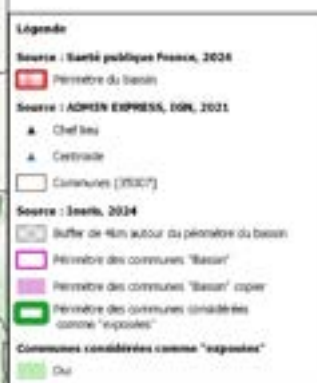 Légende
Source : Santé publique France, 2024
Périmètre du bassin
Source : ADMIN EXPRESS, IGN, 2021
Chef lieu
Centroide
Communes [35007]
Source : Ineris, 2024
Buffer de 4km autour du périmètre du bassin
Périmètre des communes "Bassin"
Périmètre des communes "Bassin" copier
Périmètre des communes considérées
comme "exposées"
Communes considérées comme "exposées"
Oui